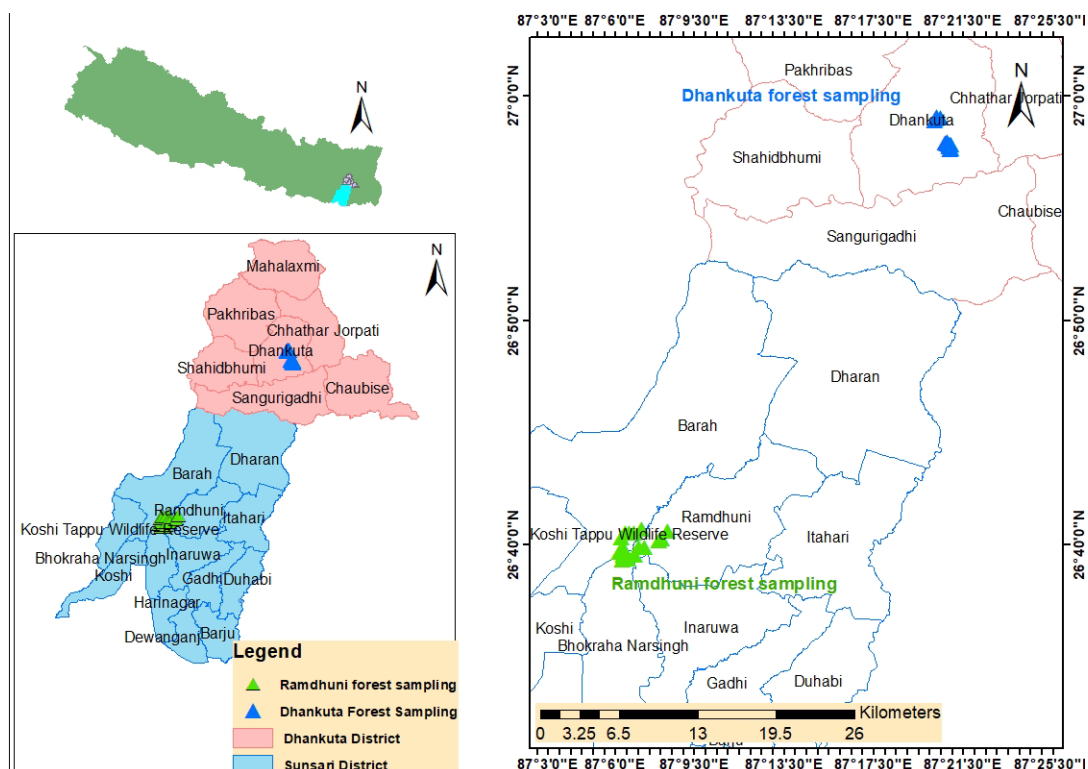 N
N
Mahalaxmi
Pakhribas
Chhathar Jorpati
Dhankuta
Shahidbhumi
Chaubise
Sangurigadhi
Barah
Dharan
Ramdhuni
Itahari
Koshi Tappu Wildlife Reserve
Bhokraha Narsingh
Inaruwa
Koshi
Gadhi
Duhabi
Harinagar
Dewanganj
Barju
Legend
Ramdhuni forest sampling
Dhankuta Forest Sampling
Dhankuta District
Sunsari District
87°3'0"E 87°6'0"E 87°9'30"E 87°13'30"E 87°17'30"E 87°21'30"E 87°25'30"E
27°0'0"N
26°50'0"N
26°40'0"N
N
Pakhribas
Dhankuta forest sampling
Chhathar Jorpati
Dhankuta
Shahidbhumi
Chaubise
Sangurigadhi
Dharan
Barah
Ramdhuni
Koshi Tappu Wildlife Reserve
Itahari
Ramdhuni forest sampling
Koshi
Inaruwa
Bhokraha Narsingh
Gadhi
Duhabi
Kilometers
0 3.25 6.5 13 19.5 26
27°0'0"N
26°50'0"N
26°40'0"N
87°3'0"E 87°6'0"E 87°9'30"E 87°13'30"E 87°17'30"E 87°21'30"E 87°25'30"E